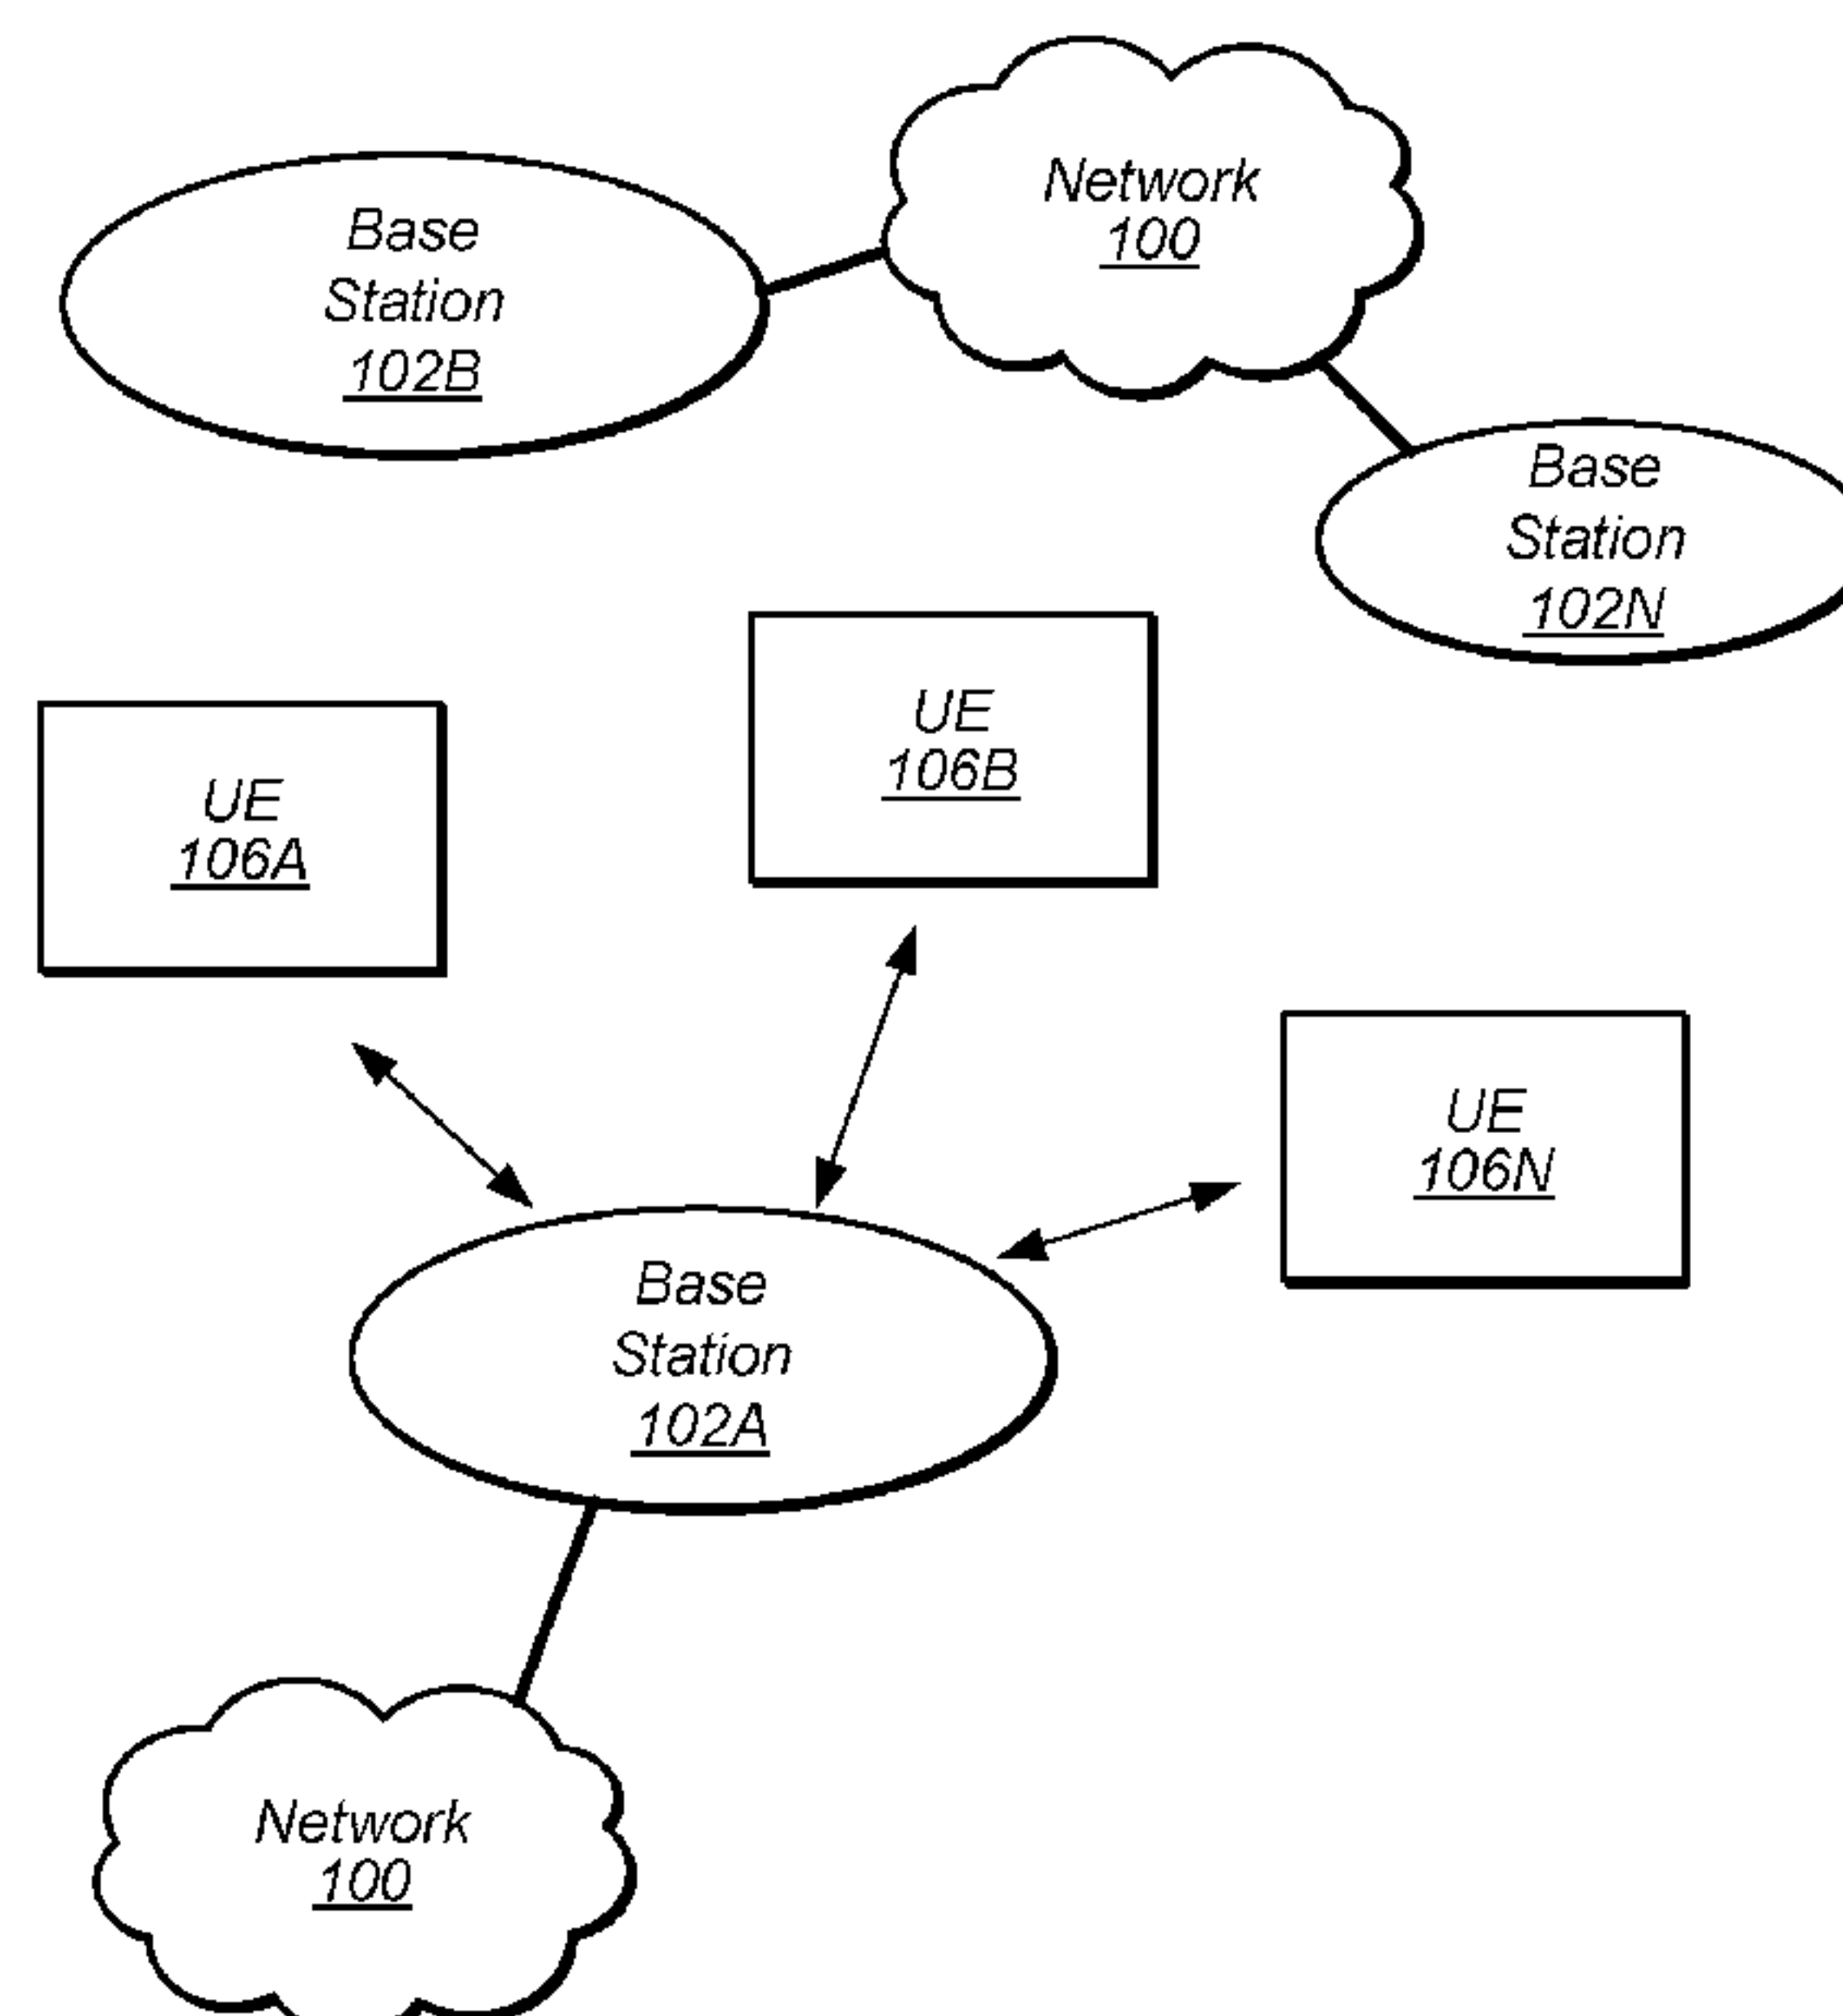 Network
100
Base
Station
102B
Base
Station
102N
UE
106B
UE
106A
UE
106N
Base
Station
102A
Network
100